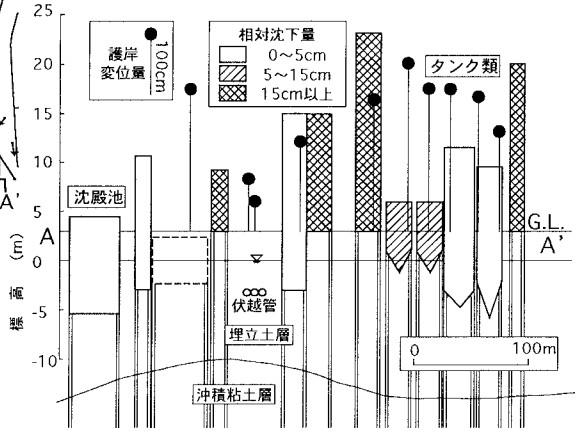 25
20
15
10
5
0
-5
-10
標高 (m)
護岸
変位量
100cm
相対沈下量
0～5cm
5～15cm
15cm以上
タンク類
沈殿池
A'
A
G.L.
A'
伏越管
埋立土層
沖積粘土層
0
100m